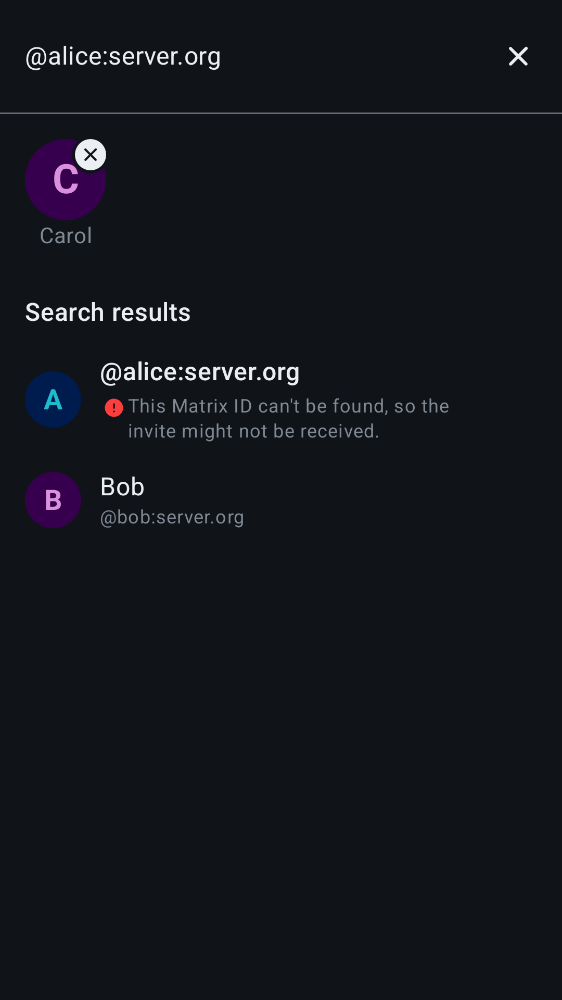 @alice:server.org
C
Carol
Search results
A
@alice:server.org
This Matrix ID can't be found, so the
invite might not be received.
B
Bob
@bob:server.org